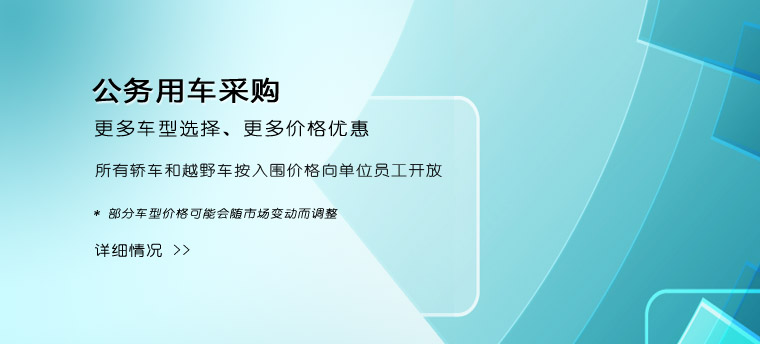 公务用车采购
更多车型选择、更多价格优惠
所有轿车和越野车按入围价格向单位员工开放
* 部分车型价格可能会随市场变动而调整
详细情况 >>